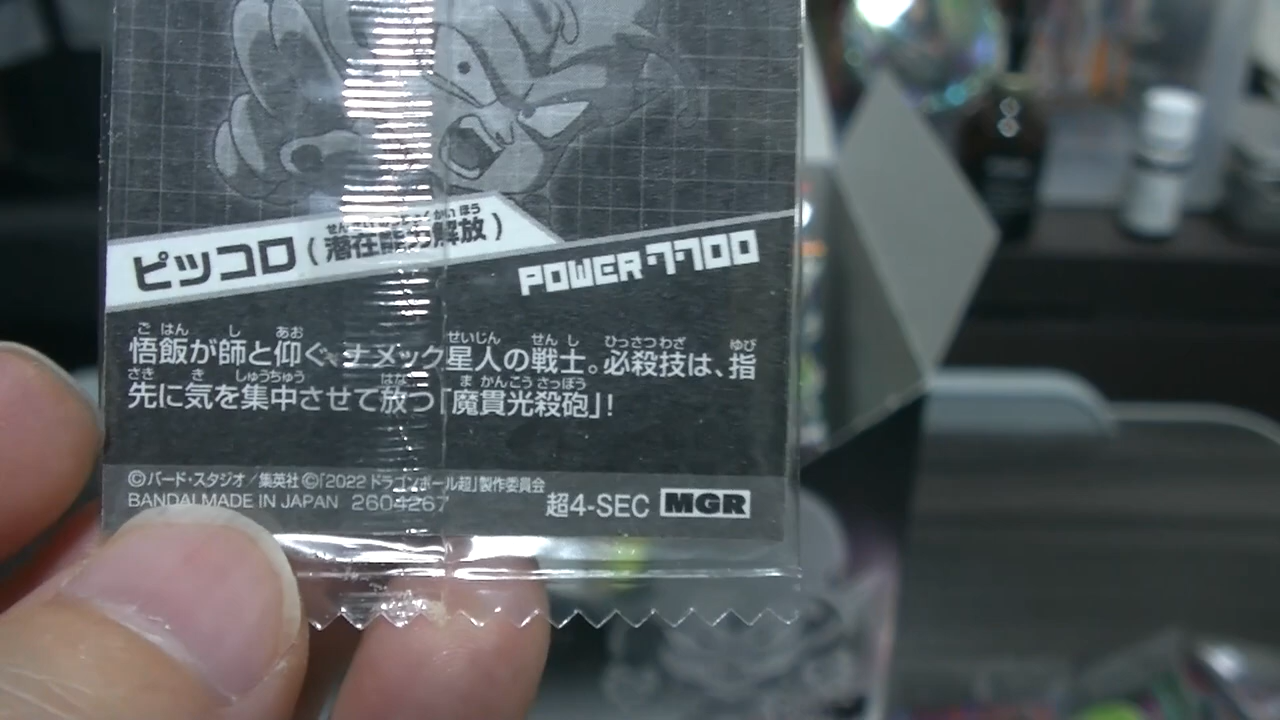 ピッコロ(潜在能力解放)
POWER 7700
悟飯が師と仰ぐ、ナメック星人の戦士。必殺技は、指
先に気を集中させて放つ「魔貫光殺砲」!
©バード・スタジオ/集英社 ©「2022 ドラゴンボール超」製作委員会
BANDAI MADE IN JAPAN 2604267
超4-SEC MGR